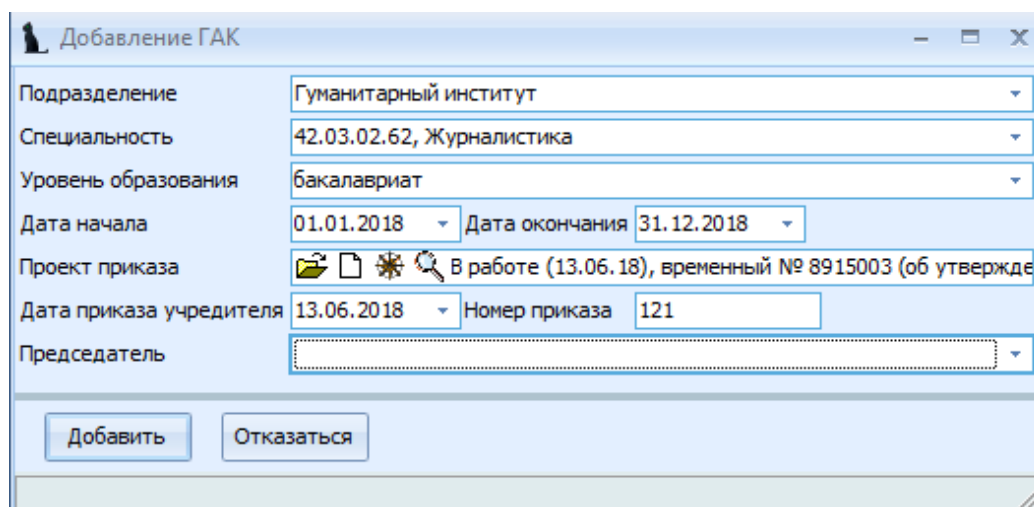 Добавление ГАК
Подразделение Гуманитарный институт
Специальность 42.03.02.62, Журналистика
Уровень образования бакалавриат
Дата начала 01.01.2018 Дата окончания 31.12.2018
Проект приказа В работе (13.06.18), временный № 8915003 (об утвержде
Дата приказа учредителя 13.06.2018 Номер приказа 121
Председатель
Добавить Отказаться